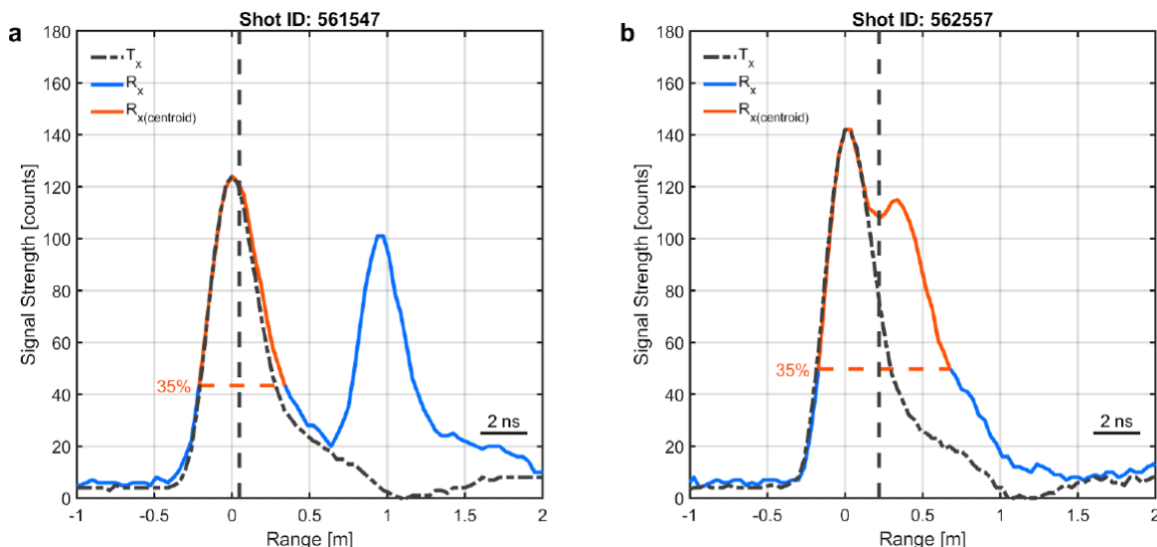 a
Shot ID: 561547
180
160
140
120
100
80
60
40
20
0
Signal Strength [counts]
Tx
Rx
Rx(centroid)
35%
2 ns
-1
-0.5
0
0.5
1
1.5
2
Range [m]
b
Shot ID: 562557
180
160
140
120
100
80
60
40
20
0
Signal Strength [counts]
Tx
Rx
Rx(centroid)
35%
2 ns
-1
-0.5
0
0.5
1
1.5
2
Range [m]